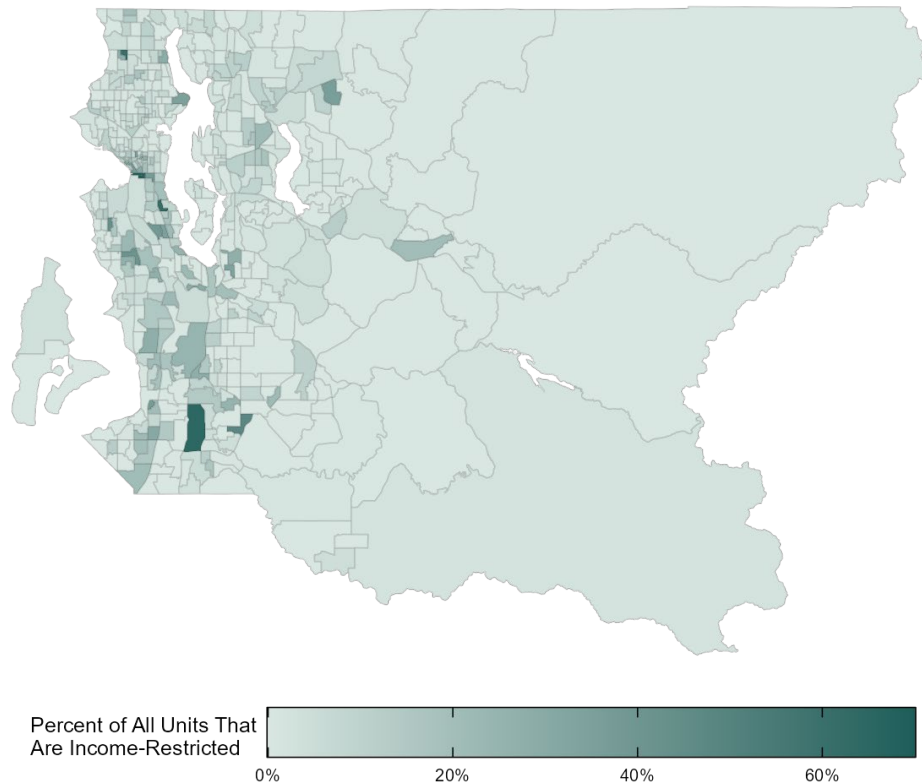 Percent of All Units That
Are Income-Restricted
0%
20%
40%
60%